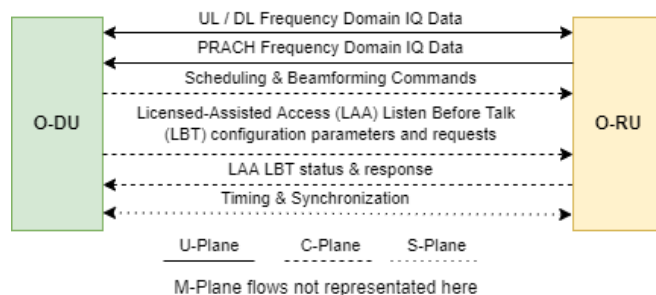 UL / DL Frequency Domain IQ Data
PRACH Frequency Domain IQ Data
Scheduling & Beamforming Commands
O-DU
Licensed-Assisted Access (LAA) Listen Before Talk
(LBT) configuration parameters and requests
O-RU
LAA LBT status & response
Timing & Synchronization
U-Plane
C-Plane
S-Plane
M-Plane flows not represented here